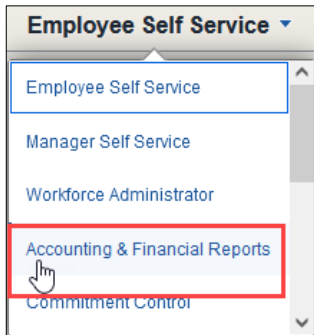 Employee Self Service
Employee Self Service
Manager Self Service
Workforce Administrator
Accounting & Financial Reports
Commitment Control